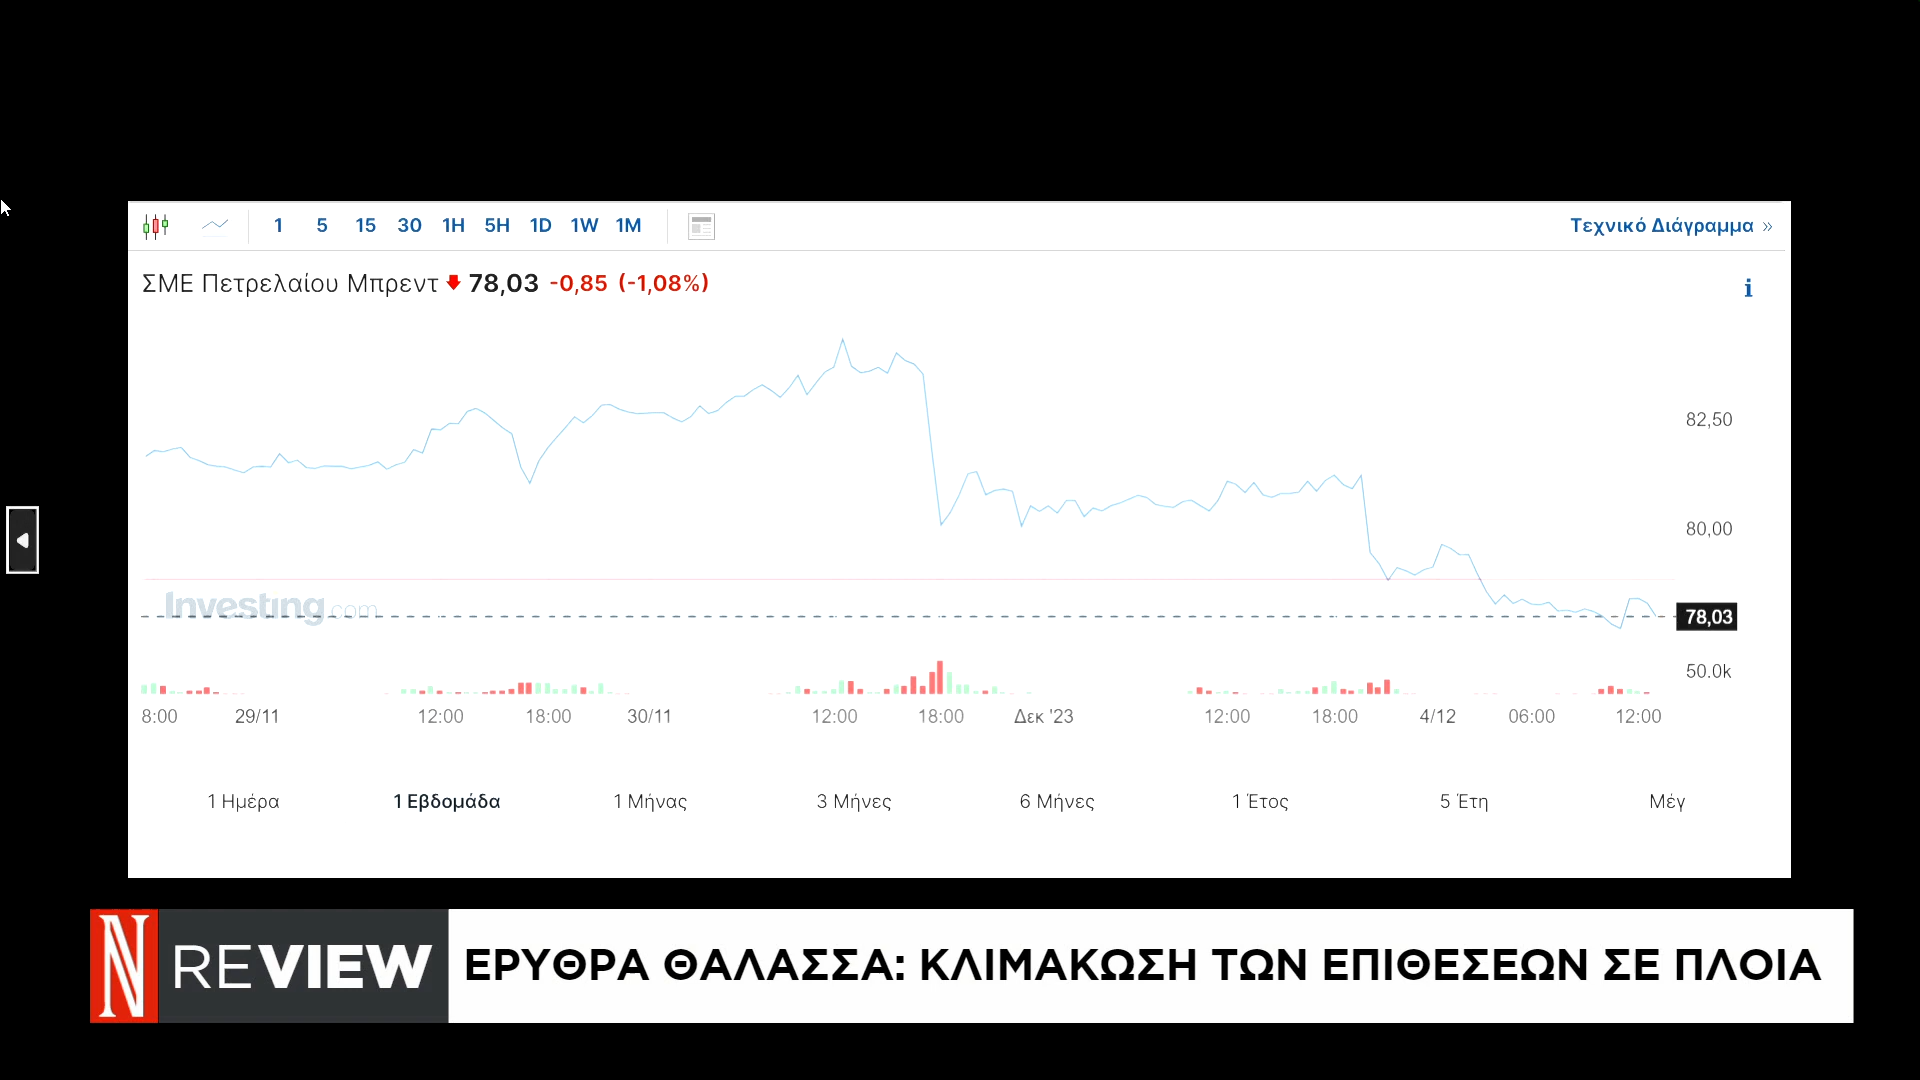 1 5 15 30 1H 5H 1D 1W 1M Τεχνικό Διάγραμμα »
ΣΜΕ Πετρελαίου Μπρεντ 78,03 -0,85 (-1,08%)
82,50
80,00
Investing.com
78,03
50.0k
8:00 29/11 12:00 18:00 30/11 12:00 18:00 Δεκ '23 12:00 18:00 4/12 06:00 12:00
1 Ημέρα 1 Εβδομάδα 1 Μήνας 3 Μήνες 6 Μήνες 1 Έτος 5 Έτη Μέγ
N REVIEW ΕΡΥΘΡΑ ΘΑΛΑΣΣΑ: ΚΛΙΜΑΚΩΣΗ ΤΩΝ ΕΠΙΘΕΣΕΩΝ ΣΕ ΠΛΟΙΑ